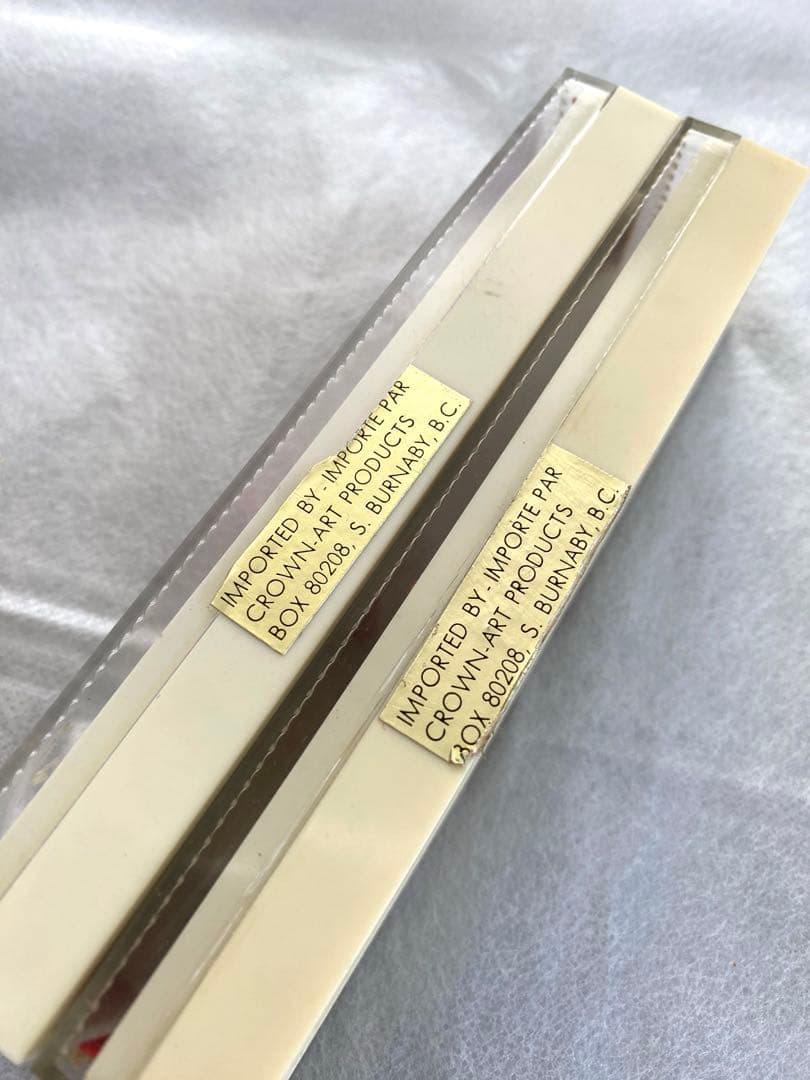 IMPORTED BY - IMPORTE PAR
CROWN-ART PRODUCTS
BOX 80208, S. BURNABY, B.C.
IMPORTED BY - IMPORTE PAR
CROWN-ART PRODUCTS
BOX 80208, S. BURNABY, B.C.